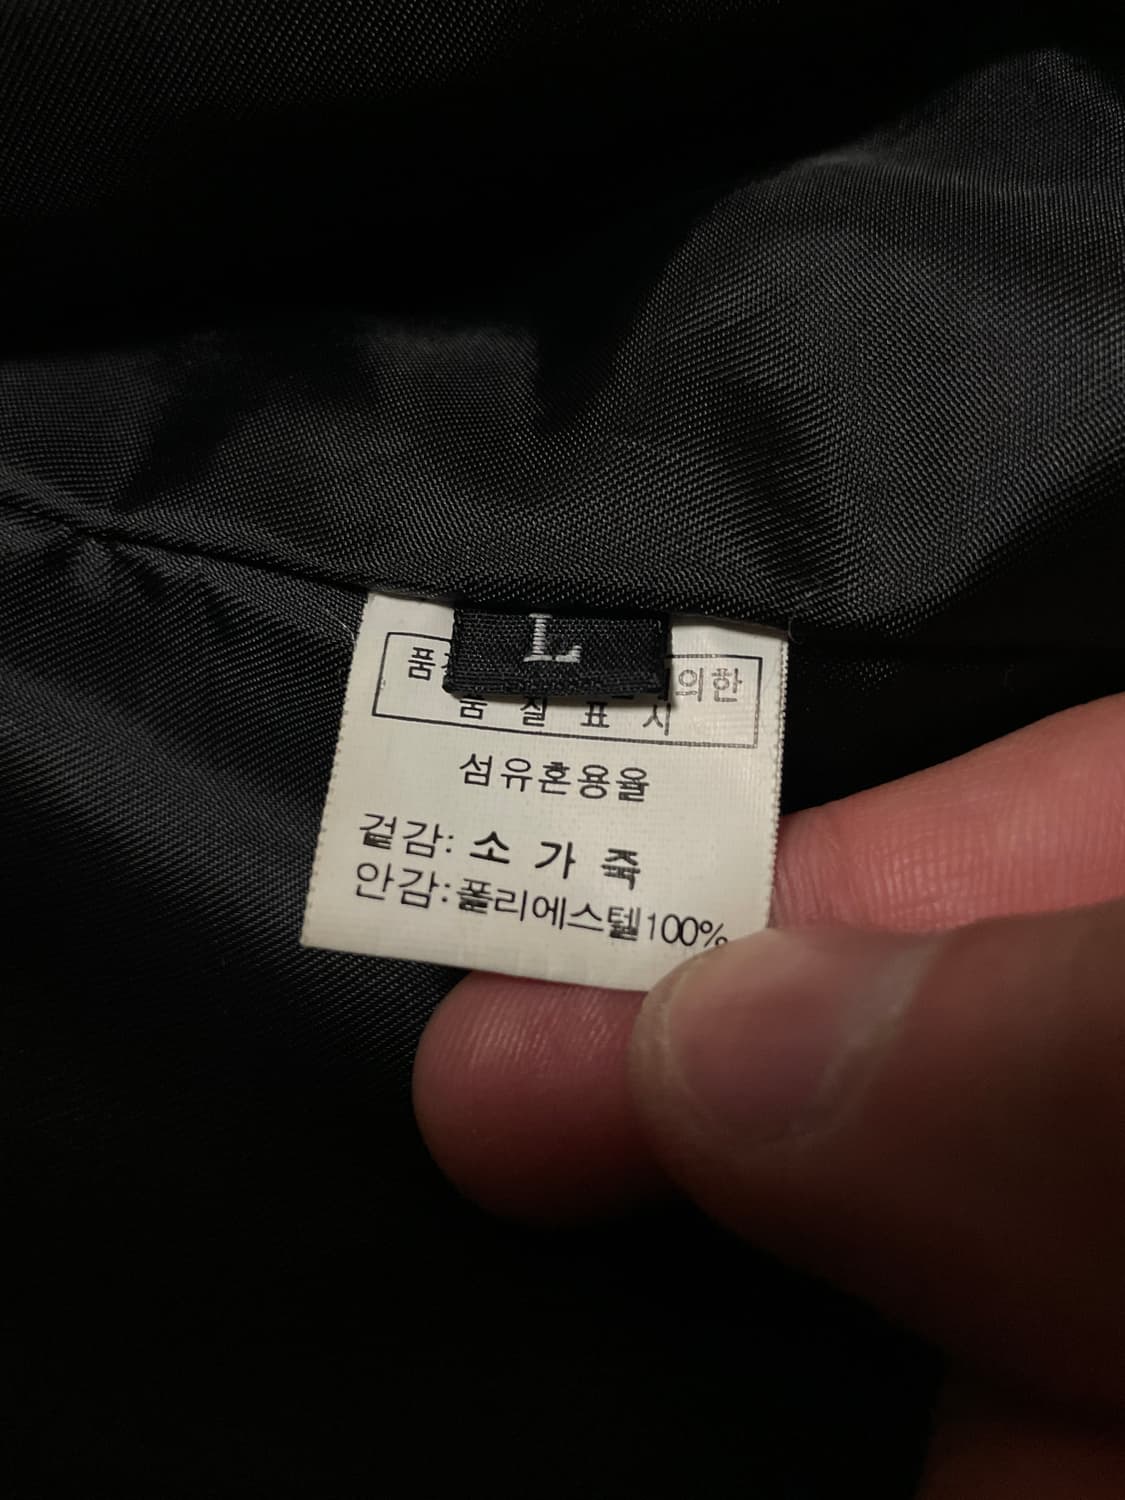 L
의한
품 질 표 시
섬유혼용율
겉감: 소 가 죽
안감:폴리에스텔100%